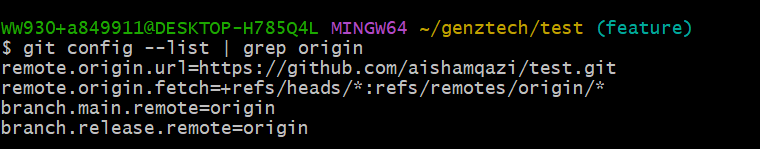 WW930+a849911@DESKTOP-H785Q4L MINGW64 ~/genztech/test (feature)
$ git config --list | grep origin
remote.origin.url=https://github.com/aishamqazi/test.git
remote.origin.fetch=+refs/heads/*:refs/remotes/origin/*
branch.main.remote=origin
branch.release.remote=origin